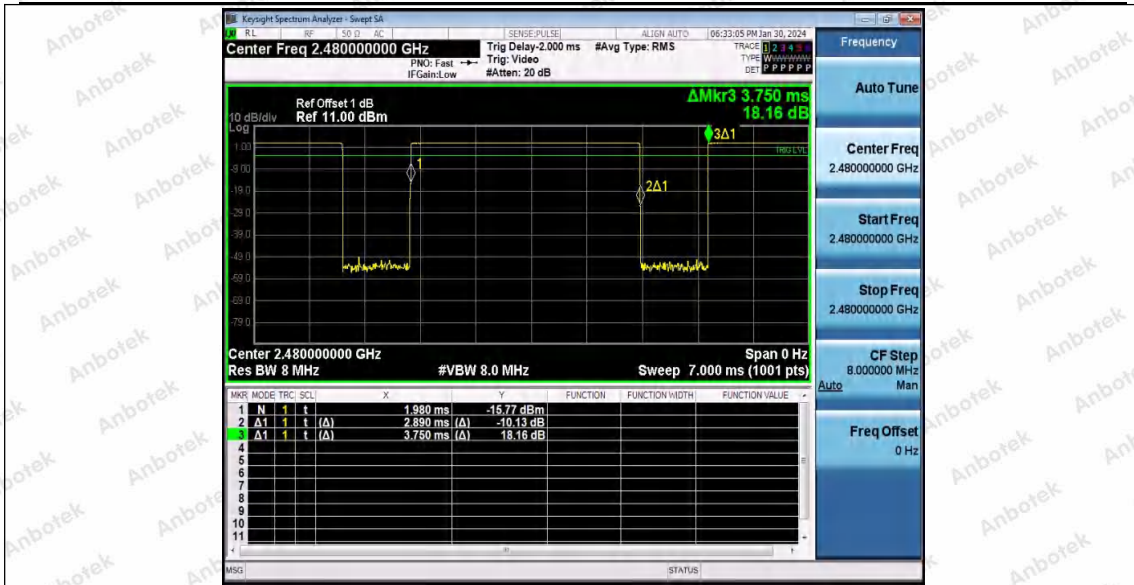 Keysight Spectrum Analyzer - Swept SA
RL RF 50 Ω AC SENSE:PULSE ALIGN AUTO 06:33:05 PM Jan 30, 2024
Center Freq 2.480000000 GHz
Trig Delay-2.000 ms #Avg Type: RMS
TRACE 1 2 3 4 5 6
PNO: Fast Trig: Video
TYPE W
IFGain:Low #Atten: 20 dB
DET P P P P P P
Frequency
Auto Tune
Center Freq
2.480000000 GHz
Start Freq
2.480000000 GHz
Stop Freq
2.480000000 GHz
CF Step
8.000000 MHz
Auto Man
Freq Offset
0 Hz
ΔMkr3 3.750 ms
18.16 dB
Ref Offset 1 dB
10 dB/div Ref 11.00 dBm
Log
1.00
-9.00
-19.0
-29.0
-39.0
-49.0
-59.0
-69.0
-79.0
1
2Δ1
3Δ1
TRIG LVL
Center 2.480000000 GHz Span 0 Hz
Res BW 8 MHz #VBW 8.0 MHz Sweep 7.000 ms (1001 pts)
MKR MODE TRC SCL X Y FUNCTION FUNCTION WIDTH FUNCTION VALUE
1 N 1 t 1.980 ms -15.77 dBm
2 Δ1 1 t (Δ) 2.890 ms (Δ) -10.13 dB
3 Δ1 1 t (Δ) 3.750 ms (Δ) 18.16 dB
4
5
6
7
8
9
10
11
MSG STATUS
Anbotek